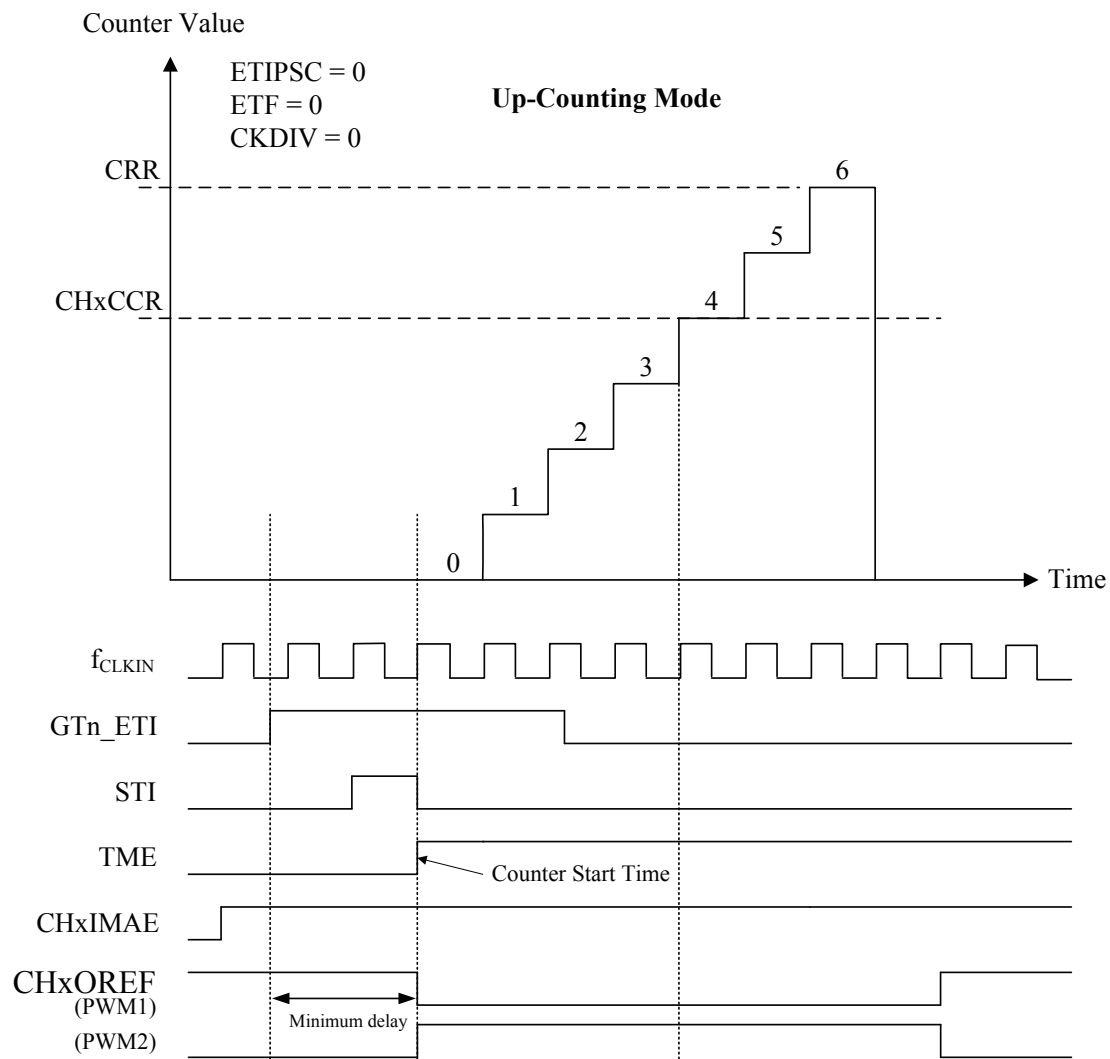 Counter Value
ETIPSC = 0
ETF = 0
CKDIV = 0
Up-Counting Mode
CRR
6
5
CHxCCR
4
3
2
1
0
Time
fCLKIN
GTn_ETI
STI
TME
Counter Start Time
CHxIMAE
CHxOREF
(PWM1)
Minimum delay
(PWM2)